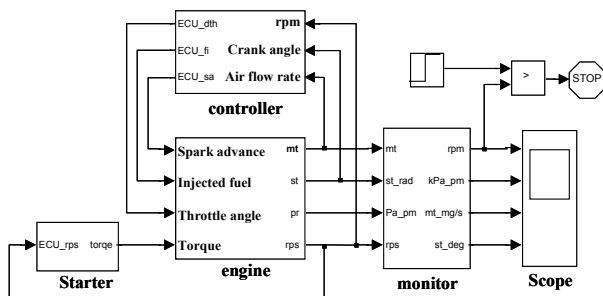 ECU_dth rpm
ECU_fi Crank angle
ECU_sa Air flow rate
controller
> STOP
Spark advance mt
Injected fuel st
Throttle angle pr
Torque rps
engine
mt rpm
st_rad kPa_pm
Pa_pm mt_mg/s
rps st_deg
monitor
Scope
ECU_rps torqe
Starter